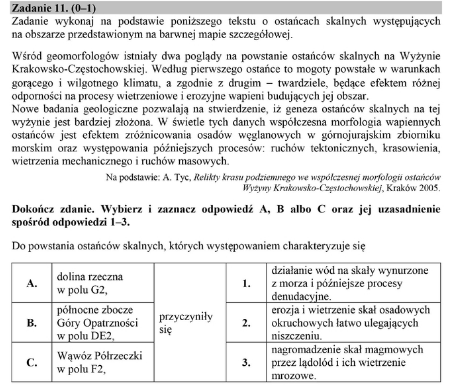 Zadanie 11. (0–1)
Zadanie wykonaj na podstawie poniższego tekstu o ostańcach skalnych występujących
na obszarze przedstawionym na barwnej mapie szczegółowej.
Wśród geomorfologów istniały dwa poglądy na powstanie ostańców skalnych na Wyżynie
Krakowsko-Częstochowskiej. Według pierwszego ostańce to mogoty powstałe w warunkach
gorącego i wilgotnego klimatu, a zgodnie z drugim – twardziele, będące efektem różnej
odporności na procesy wietrzeniowe i erozyjne wapieni budujących jej obszar.
Nowe badania geologiczne pozwalają na stwierdzenie, iż geneza ostańców skalnych na tej
wyżynie jest bardziej złożona. W świetle tych danych współczesna morfologia wapiennych
ostańców jest efektem zróżnicowania osadów węglanowych w górnojurajskim zbiorniku
morskim oraz występowania późniejszych procesów: ruchów tektonicznych, krasowienia,
wietrzenia mechanicznego i ruchów masowych.
Na podstawie: A. Tyc, Relikty krasu podziemnego we współczesnej morfologii ostańców
Wyżyny Krakowsko-Częstochowskiej, Kraków 2005.
Dokończ zdanie. Wybierz i zaznacz odpowiedź A, B albo C oraz jej uzasadnienie
spośród odpowiedzi 1–3.
Do powstania ostańców skalnych, których występowaniem charakteryzuje się
A.
dolina rzeczna
w polu G2,
B.
północne zbocze
Góry Opatrzności
w polu DE2,
C.
Wąwóz Półrzeczki
w polu F2,
przyczyniły
się
1.
działanie wód na skały wynurzone
z morza i późniejsze procesy
denudacyjne.
2.
erozja i wietrzenie skał osadowych
okruchowych łatwo ulegających
niszczeniu.
3.
nagromadzenie skał magmowych
przez lądolód i ich wietrzenie
mrozowe.